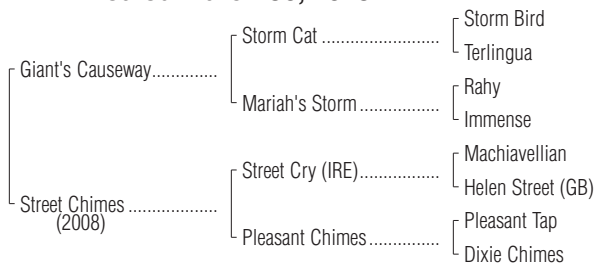 Storm Bird
Storm Cat
Terlingua
Giant's Causeway
Rahy
Mariah's Storm
Immense
Machiavellian
Street Cry (IRE)
Helen Street (GB)
Street Chimes
(2008)
Pleasant Tap
Pleasant Chimes
Dixie Chimes